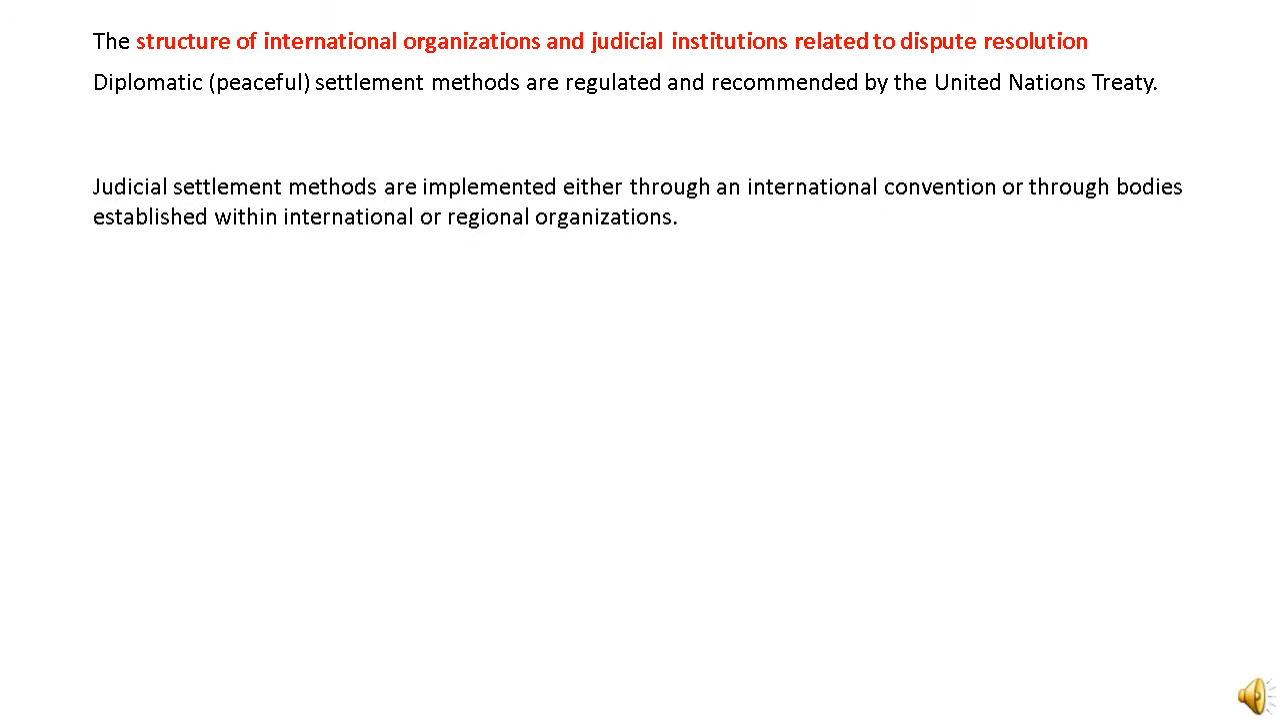 The structure of international organizations and judicial institutions related to dispute resolution
Diplomatic (peaceful) settlement methods are regulated and recommended by the United Nations Treaty.
Judicial settlement methods are implemented either through an international convention or through bodies
established within international or regional organizations.